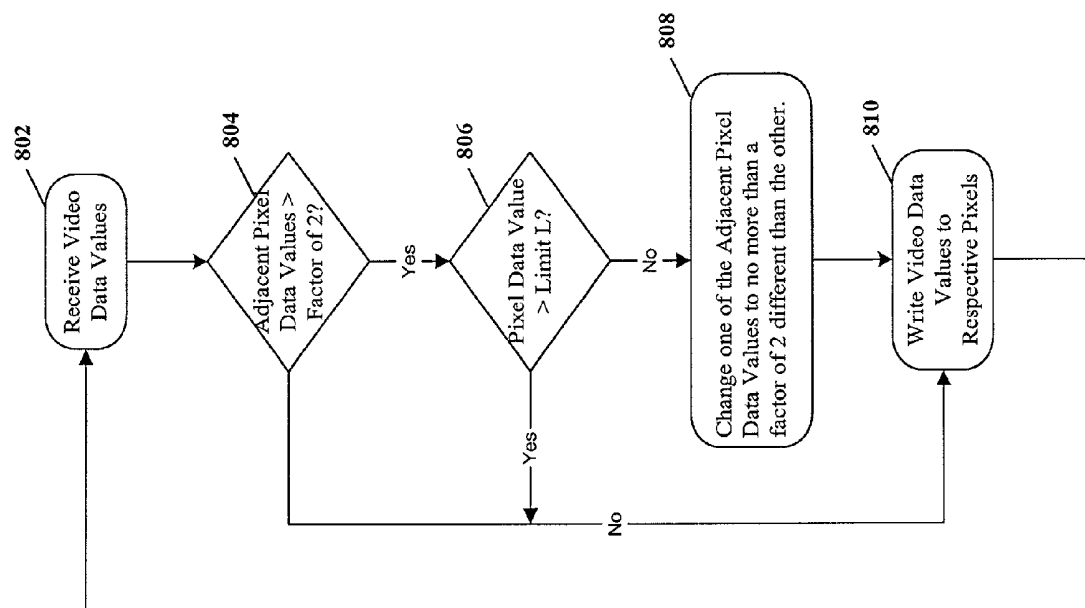 802
Receive Video
Data Values
804
Adjacent Pixel
Data Values >
Factor of 2?
Yes
806
Pixel Data Value
> Limit L?
Yes
No
808
Change one of the Adjacent Pixel
Data Values to no more than a
factor of 2 different than the other.
No
810
Write Video Data
Values to
Respective Pixels